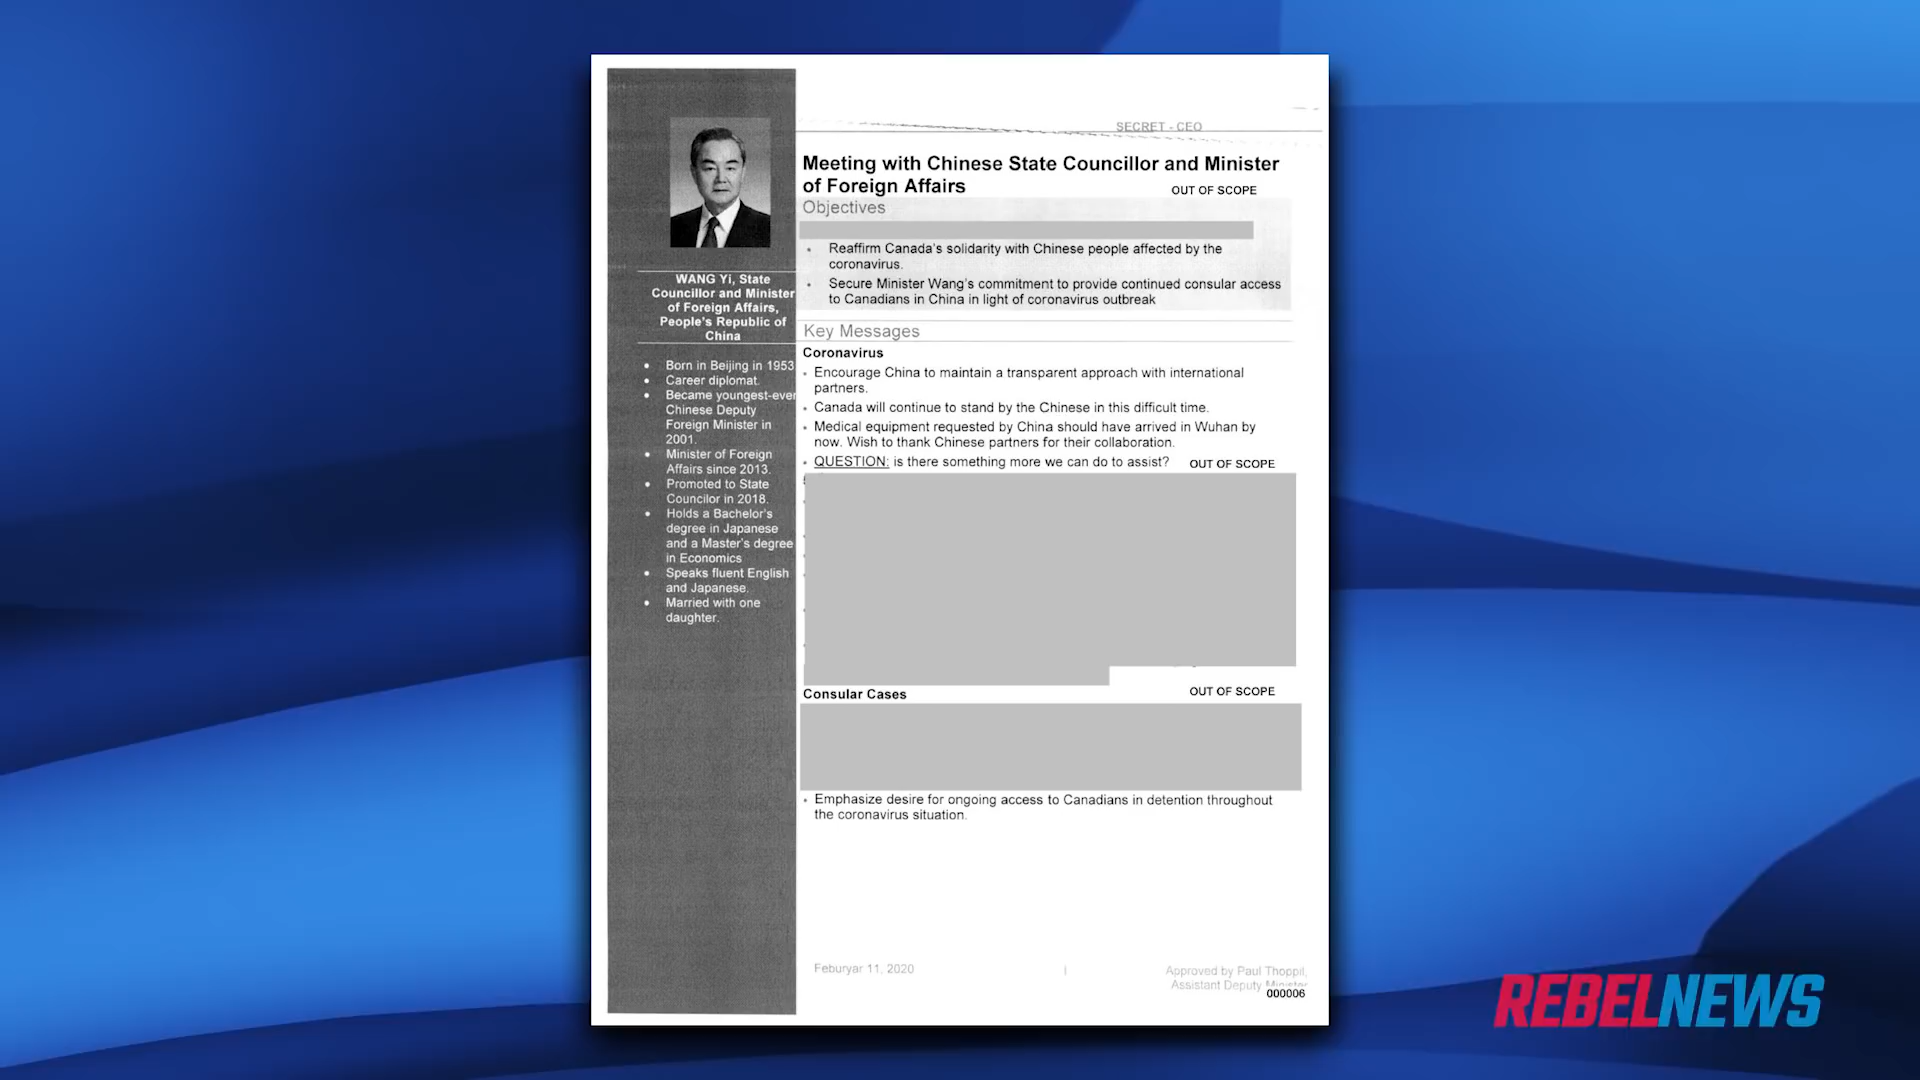 SECRET - CEO
Meeting with Chinese State Councillor and Minister
of Foreign Affairs
OUT OF SCOPE
Objectives
• Reaffirm Canada's solidarity with Chinese people affected by the
coronavirus.
• Secure Minister Wang's commitment to provide continued consular access
to Canadians in China in light of coronavirus outbreak
WANG Yi, State
Councillor and Minister
of Foreign Affairs,
People's Republic of
China
• Born in Beijing in 1953
• Career diplomat.
• Became youngest-ever
Chinese Deputy
Foreign Minister in
2001.
• Minister of Foreign
Affairs since 2013.
• Promoted to State
Councilor in 2018.
• Holds a Bachelor's
degree in Japanese
and a Master's degree
in Economics
• Speaks fluent English
and Japanese.
• Married with one
daughter.
Key Messages
Coronavirus
• Encourage China to maintain a transparent approach with international
partners.
• Canada will continue to stand by the Chinese in this difficult time.
• Medical equipment requested by China should have arrived in Wuhan by
now. Wish to thank Chinese partners for their collaboration.
• QUESTION: is there something more we can do to assist?
OUT OF SCOPE
Consular Cases
OUT OF SCOPE
• Emphasize desire for ongoing access to Canadians in detention throughout
the coronavirus situation.
Feburyar 11, 2020
Approved by Paul Thoppil,
Assistant Deputy Minister
000006
REBELNEWS